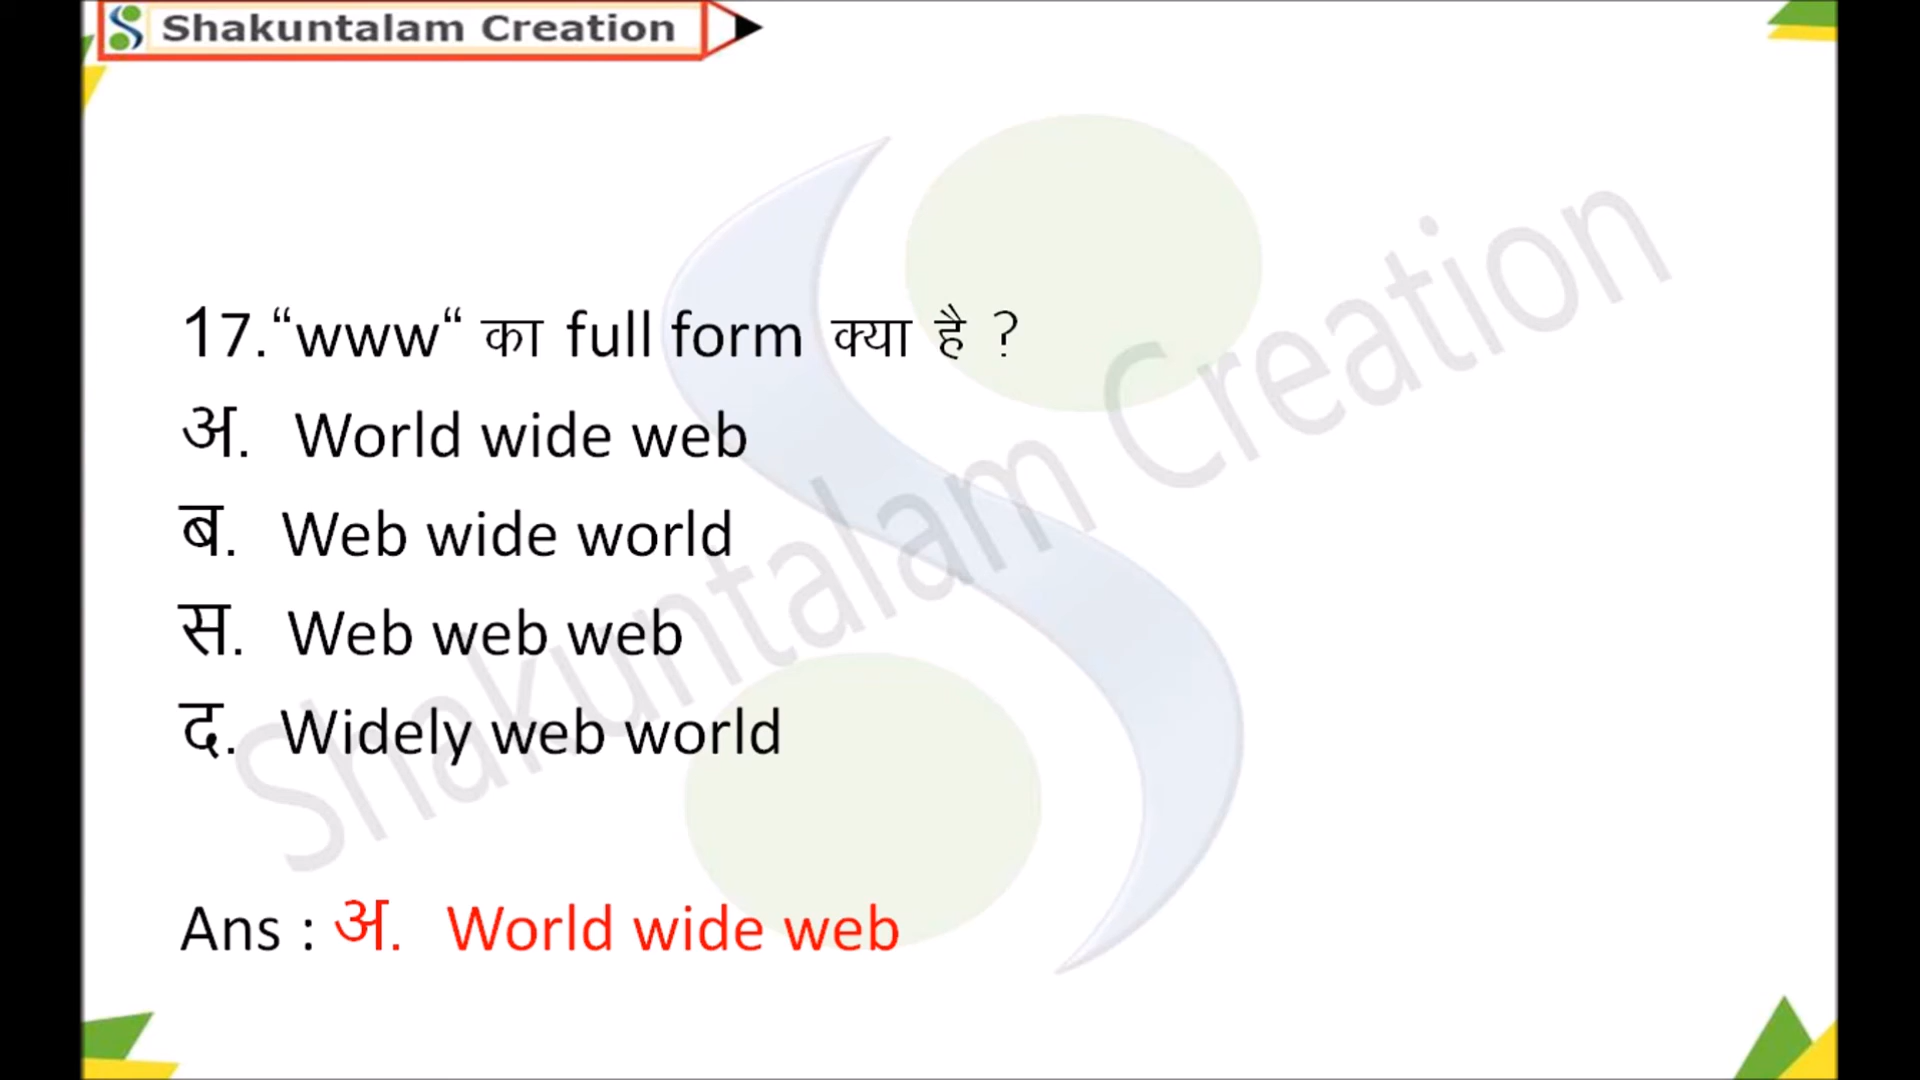 Shakuntalam Creation
17.“www“ का full form क्या है ?
अ. World wide web
ब. Web wide world
स. Web web web
द. Widely web world
Ans : अ. World wide web
Shakuntalam Creation